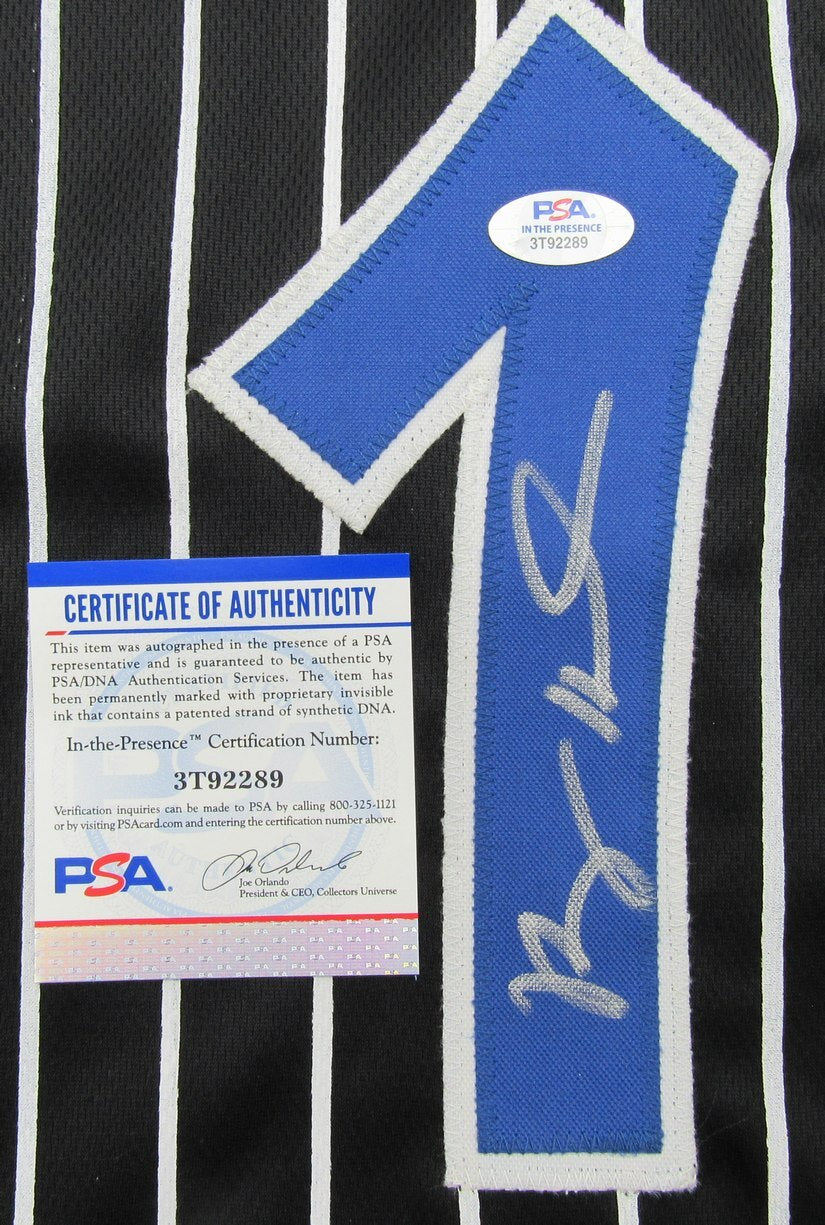 1
PSA®
IN THE PRESENCE
3T92289
CERTIFICATE OF AUTHENTICITY
This item was autographed in the presence of a PSA
representative and is guaranteed to be authentic by
PSA/DNA Authentication Services. The item has
been permanently marked with proprietary invisible
ink that contains a patented strand of synthetic DNA.
In-the-Presence™ Certification Number:
3T92289
Verification inquiries can be made to PSA by calling 800-325-1121
or by visiting PSAcard.com and entering the certification number above.
PSA®
Joe Orlando
President & CEO, Collectors Universe